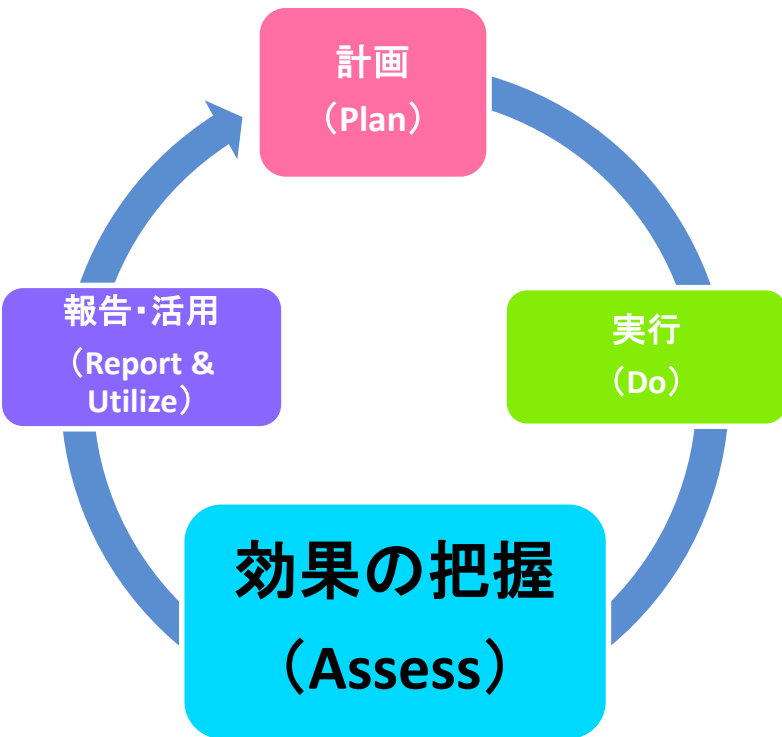 計画
（Plan）
実行
（Do）
効果の把握
（Assess）
報告・活用
（Report &
Utilize）